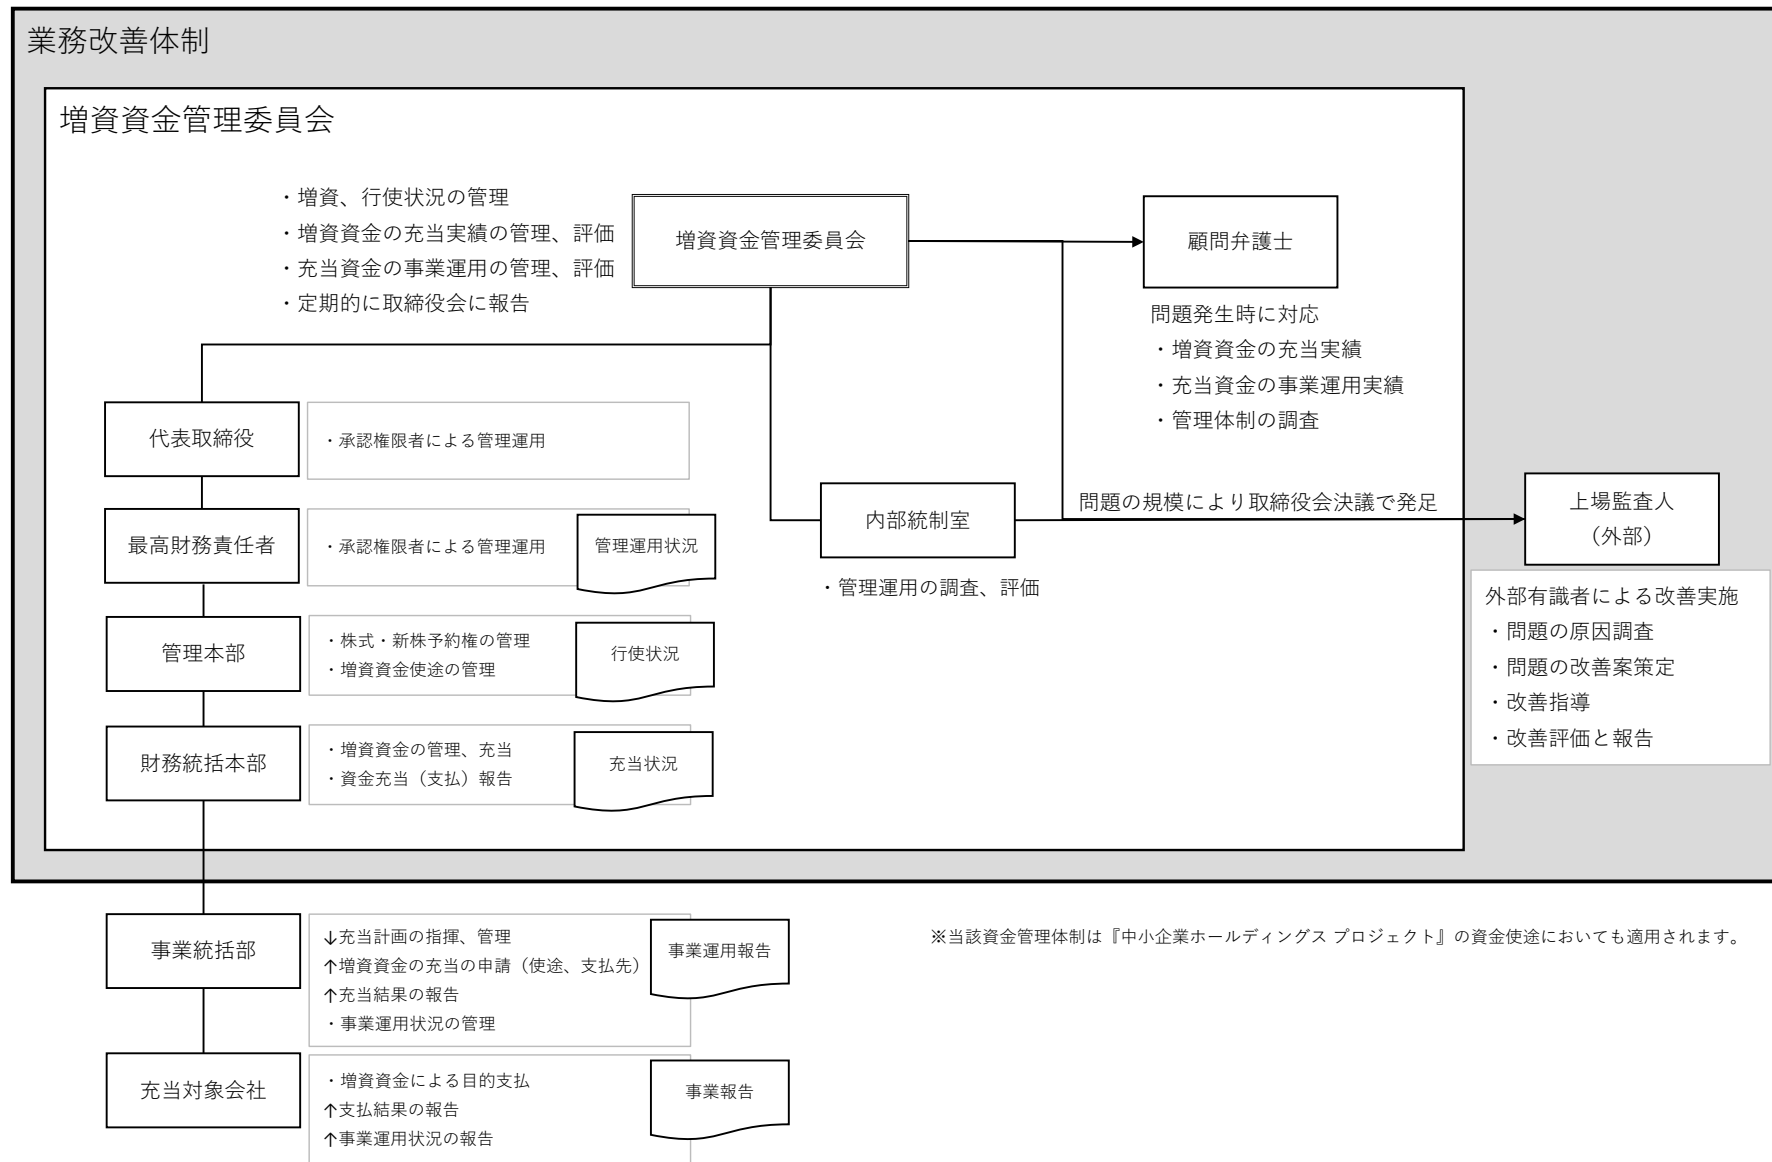 業務改善体制
増資資金管理委員会
・増資、行使状況の管理
・増資資金の充当実績の管理、評価
・充当資金の事業運用の管理、評価
・定期的に取締役会に報告
増資資金管理委員会
顧問弁護士
問題発生時に対応
・増資資金の充当実績
・充当資金の事業運用実績
・管理体制の調査
代表取締役
・承認権限者による管理運用
最高財務責任者
・承認権限者による管理運用
管理運用状況
内部統制室
・管理運用の調査、評価
問題の規模により取締役会決議で発足
上場監査人
（外部）
外部有識者による改善実施
・問題の原因調査
・問題の改善案策定
・改善指導
・改善評価と報告
管理本部
・株式・新株予約権の管理
・増資資金使途の管理
行使状況
財務統括本部
・増資資金の管理、充当
・資金充当（支払）報告
充当状況
事業統括部
↓充当計画の指揮、管理
↑増資資金の充当の申請（使途、支払先）
↑充当結果の報告
・事業運用状況の管理
事業運用報告
※当該資金管理体制は『中小企業ホールディングス プロジェクト』の資金使途においても適用されます。
充当対象会社
・増資資金による目的支払
↑支払結果の報告
↑事業運用状況の報告
事業報告